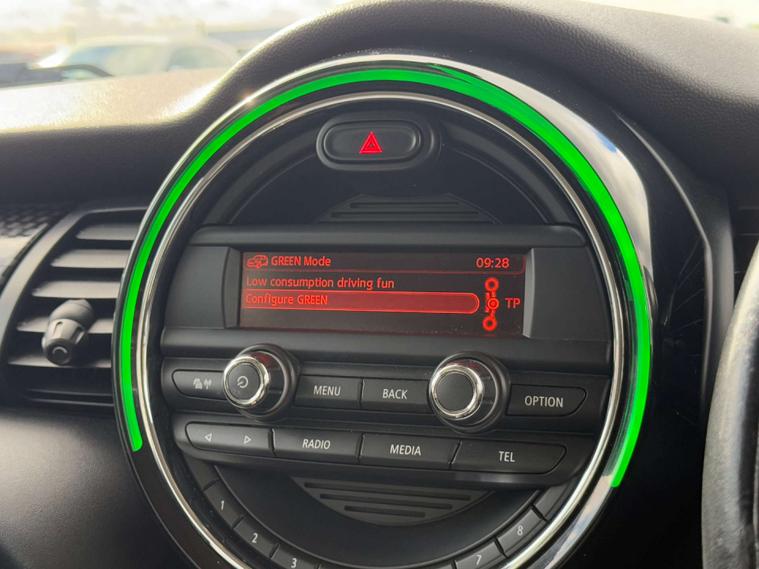 GREEN Mode 09:28
Low consumption driving fun
Configure GREEN TP
MENU BACK OPTION
RADIO MEDIA TEL
1 2 3 7 8